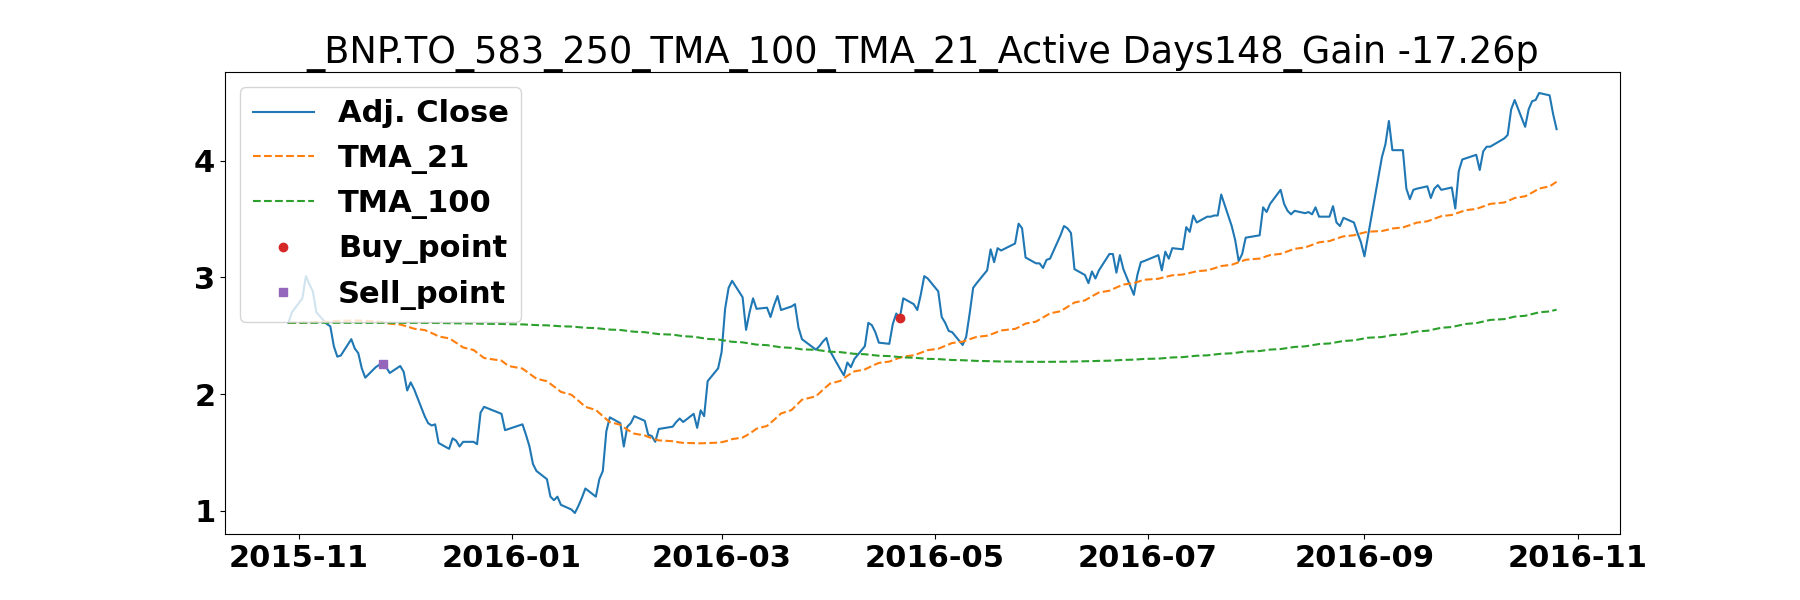 _BNP.TO_583_250_TMA_100_TMA_21_Active Days148_Gain -17.26p
Adj. Close
TMA_21
TMA_100
Buy_point
Sell_point
4
3
2
1
2015-11 2016-01 2016-03 2016-05 2016-07 2016-09 2016-11